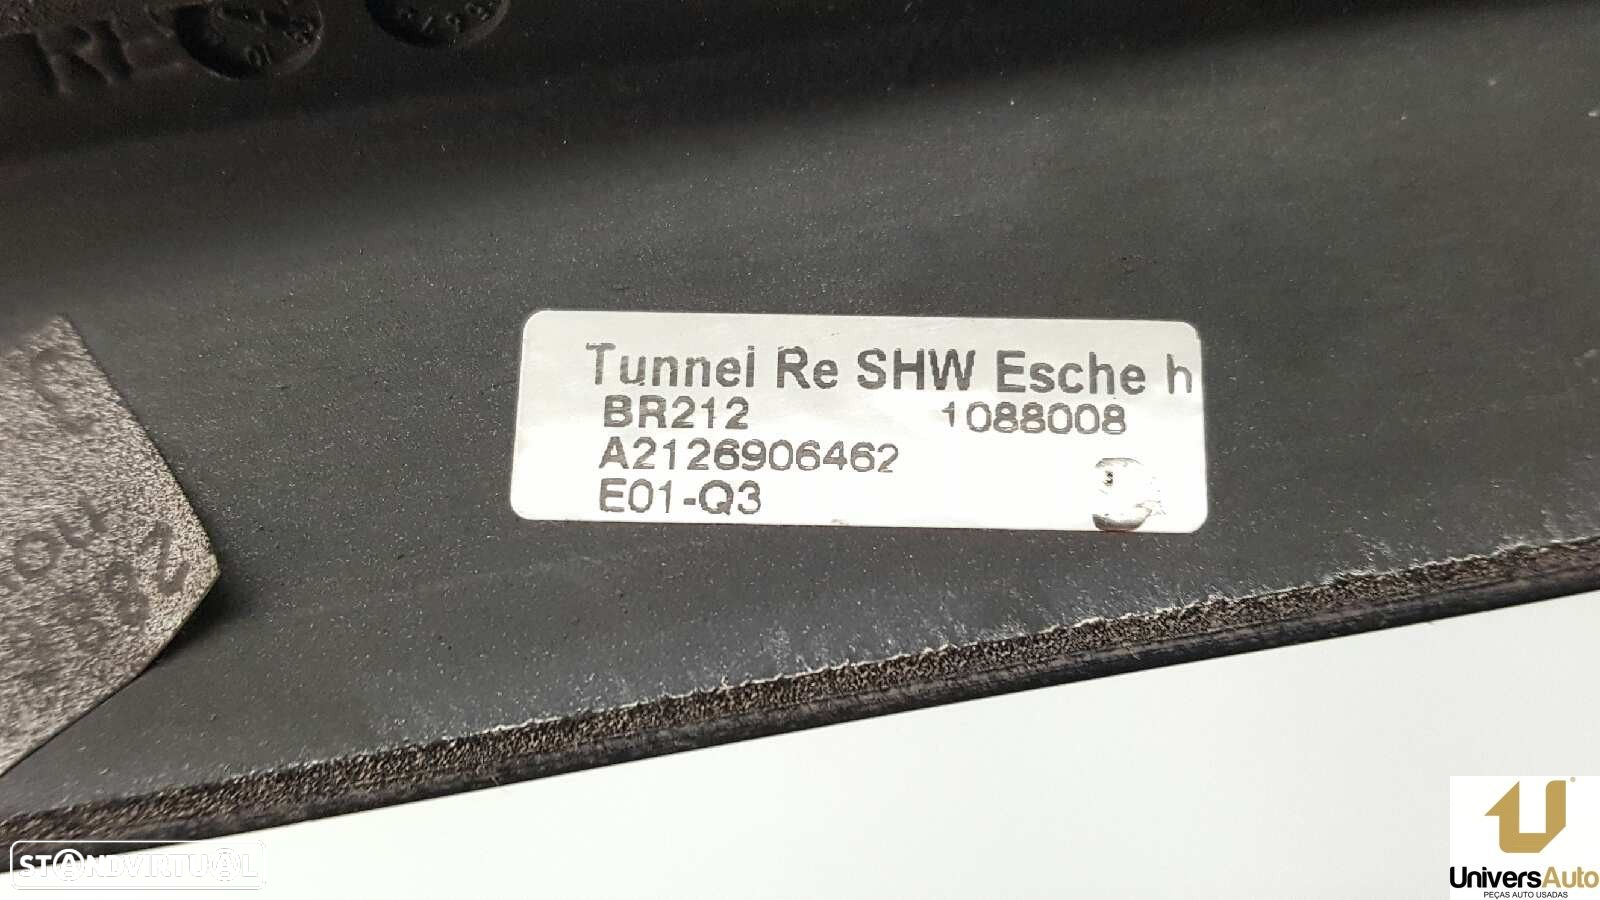 Tunnel Re SHW Esche h
BR212 1088008
A2126906462
E01-Q3
STANDVIRTUAL
UniversAuto
PEÇAS AUTO USADAS